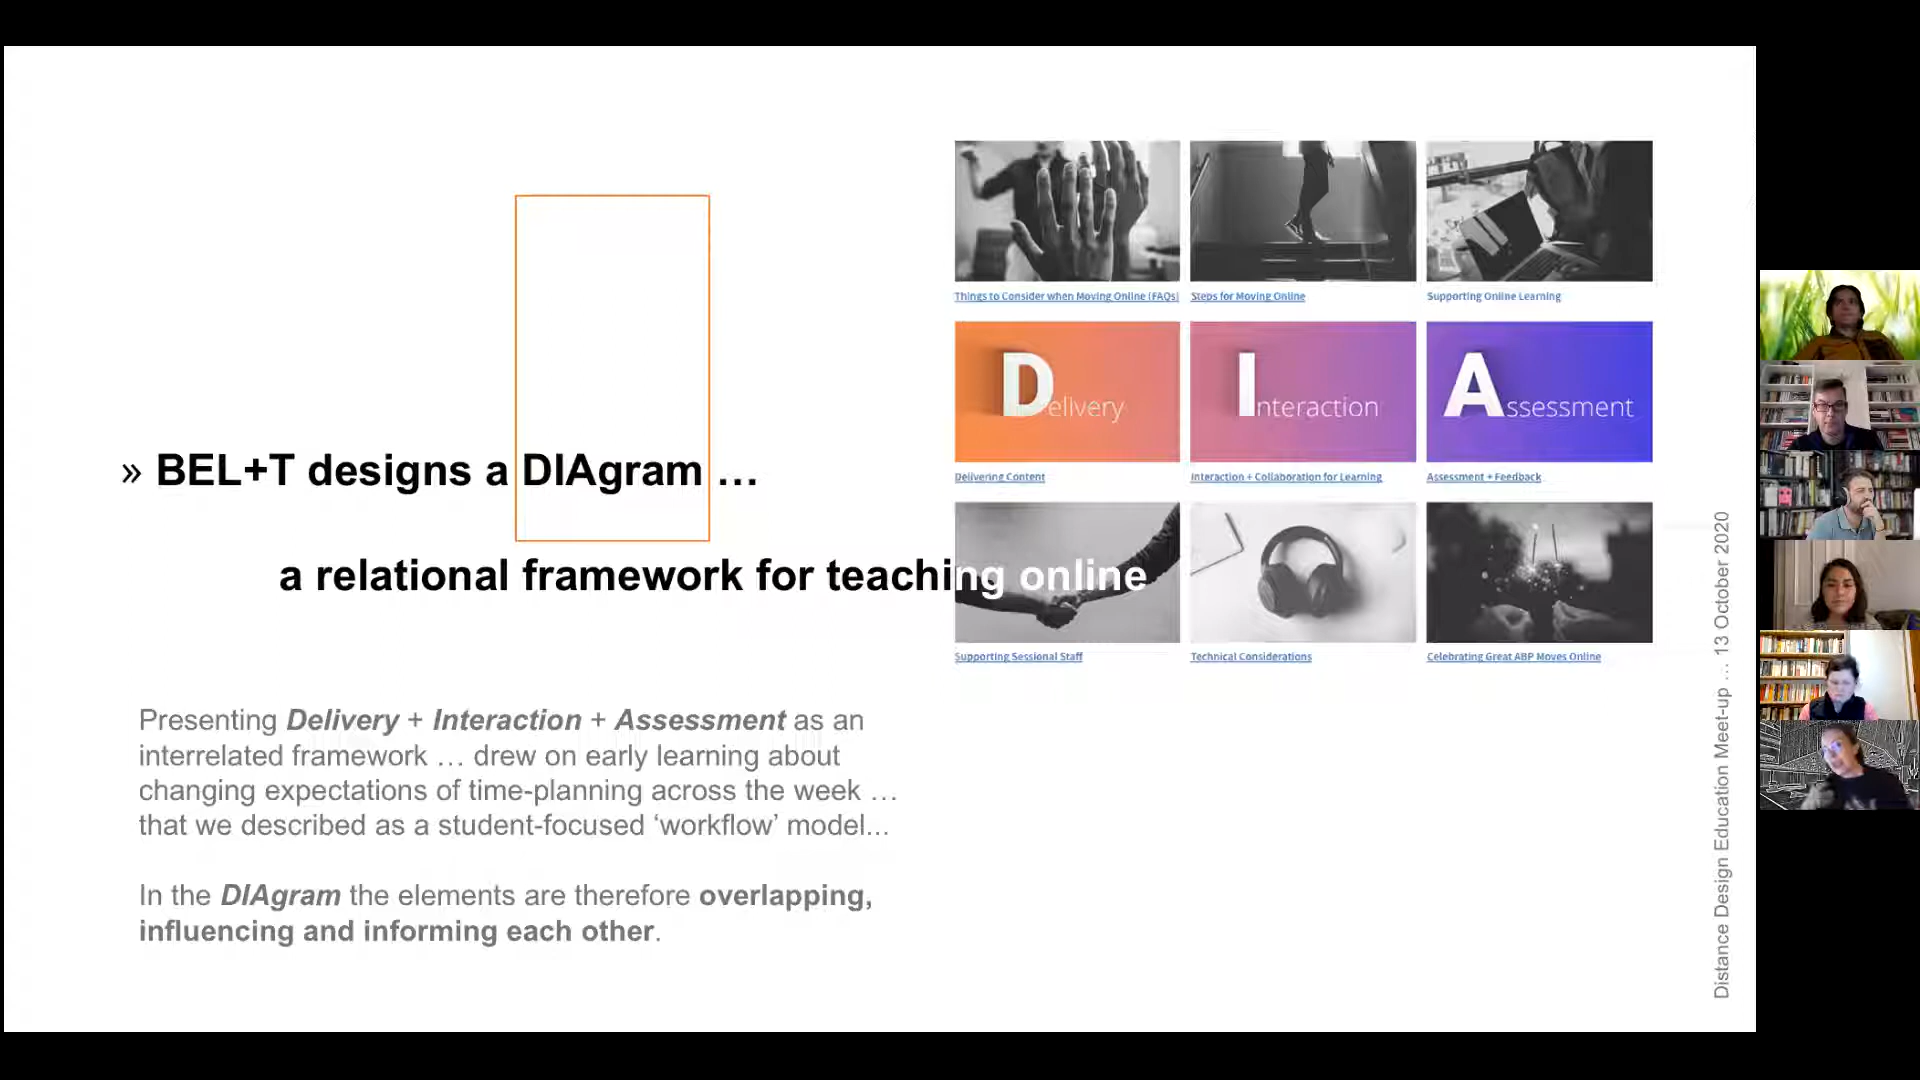 » BEL+T designs a DIAgram …
a relational framework for teaching online
Presenting Delivery + Interaction + Assessment as an
interrelated framework … drew on early learning about
changing expectations of time-planning across the week …
that we described as a student-focused ‘workflow’ model...
In the DIAgram the elements are therefore overlapping,
influencing and informing each other.
Things to Consider when Moving Online (FAQs)
Steps for Moving Online
Supporting Online Learning
Delivery
Interaction
Assessment
Delivering Content
Interaction + Collaboration for Learning
Assessment + Feedback
Supporting Sessional Staff
Technical Considerations
Celebrating Great ABP Moves Online
Distance Design Education Meet-up … 13 October 2020